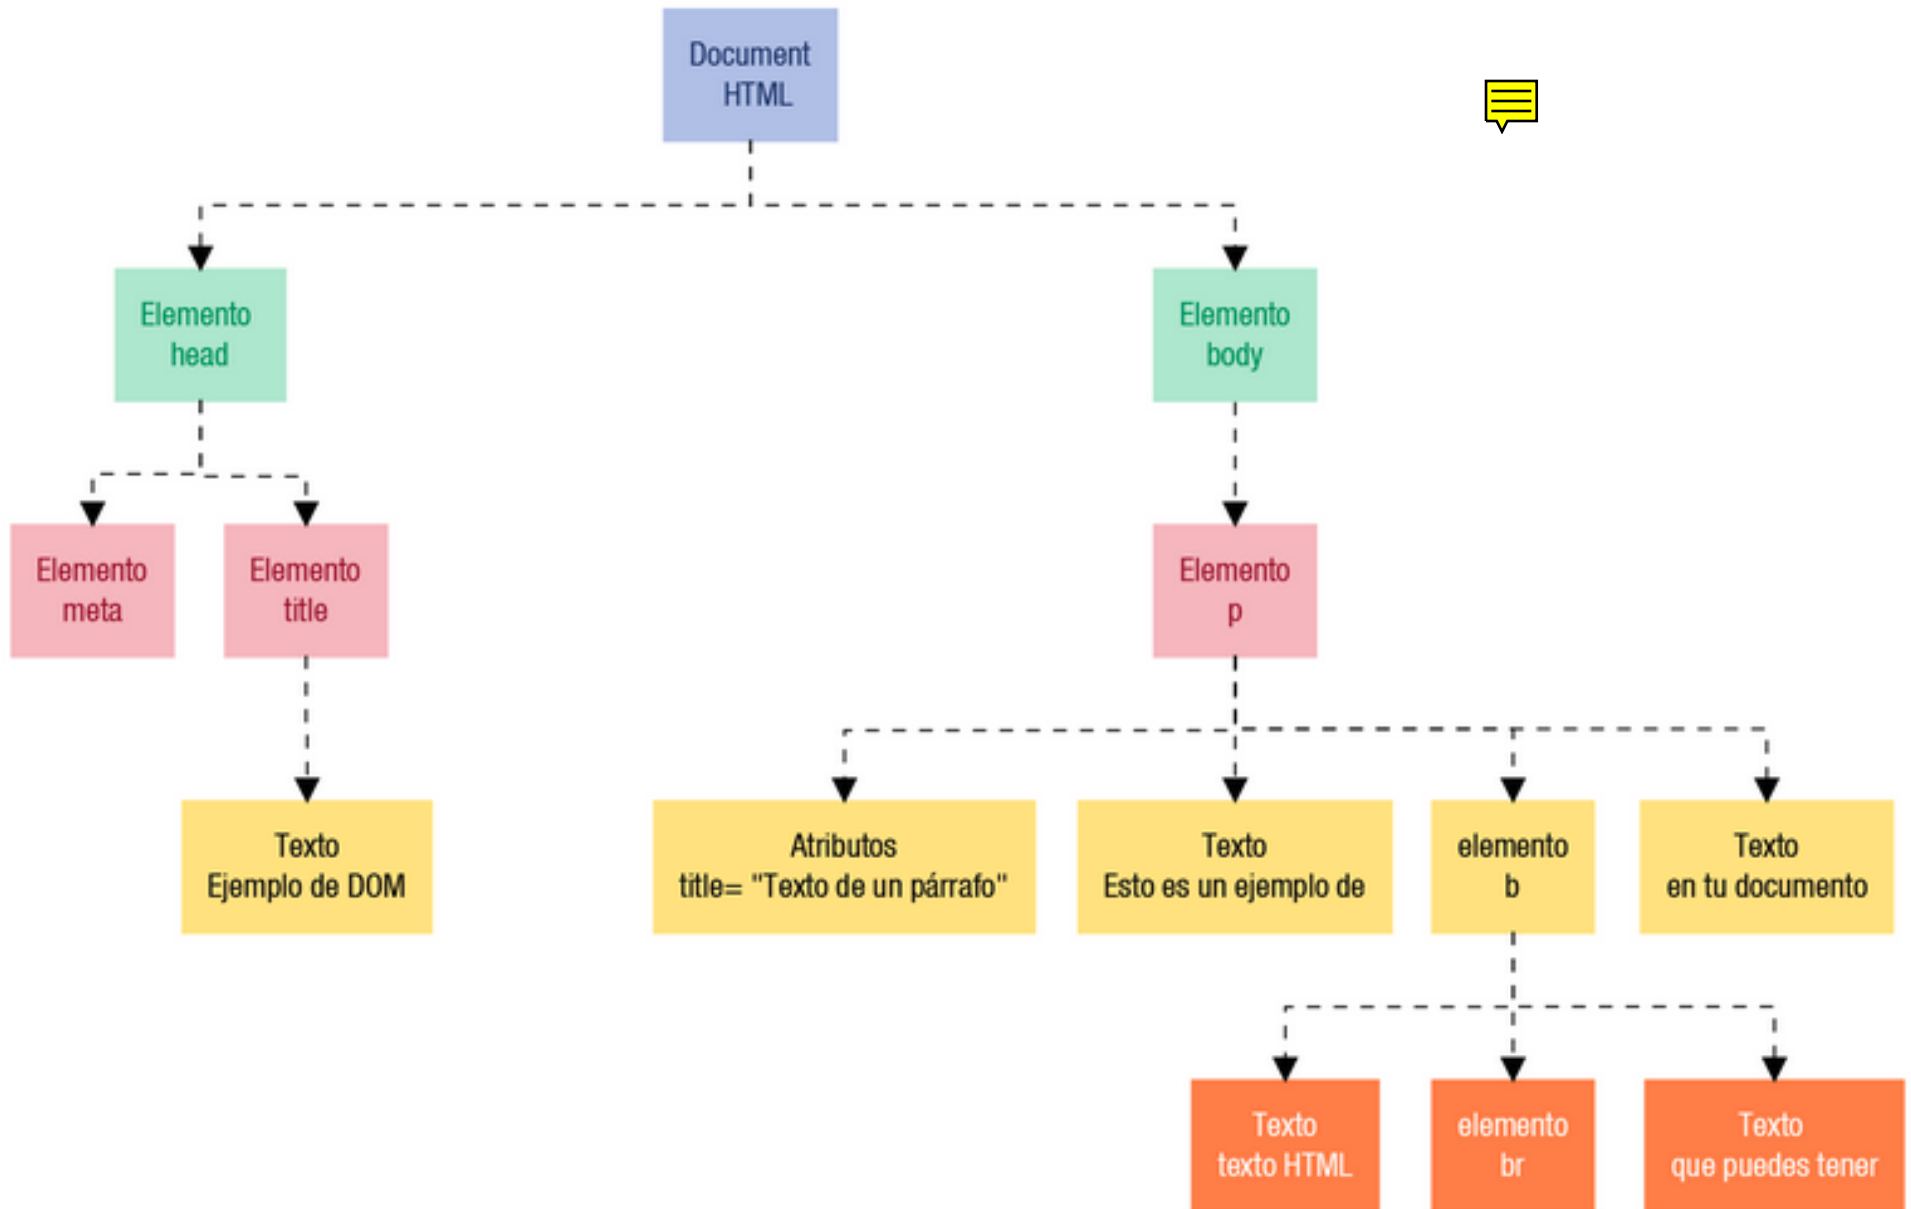 Document
HTML
Elemento
head
Elemento
body
Elemento
meta
Elemento
title
Elemento
p
Texto
Ejemplo de DOM
Atributos
title= "Texto de un párrafo"
Texto
Esto es un ejemplo de
elemento
b
Texto
en tu documento
Texto
texto HTML
elemento
br
Texto
que puedes tener